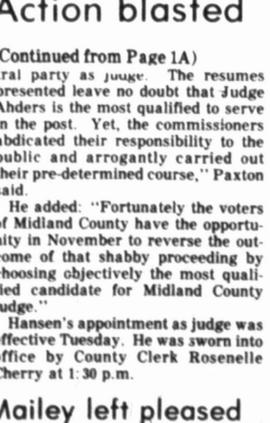 Action blasted
(Continued from Page 1A)
ral party as judge. The resumes
presented leave no doubt that Judge
Ahders is the most qualified to serve
in the post. Yet, the commissioners
abdicated their responsibility to the
public and arrogantly carried out
their pre-determined course," Paxton
said.
He added: "Fortunately the voters
of Midland County have the opportu-
nity in November to reverse the out-
come of that shabby proceeding by
choosing objectively the most quali-
fied candidate for Midland County
judge."
Hansen's appointment as judge was
effective Tuesday. He was sworn into
office by County Clerk Rosenelle
Cherry at 1:30 p.m.
Mailey left pleased